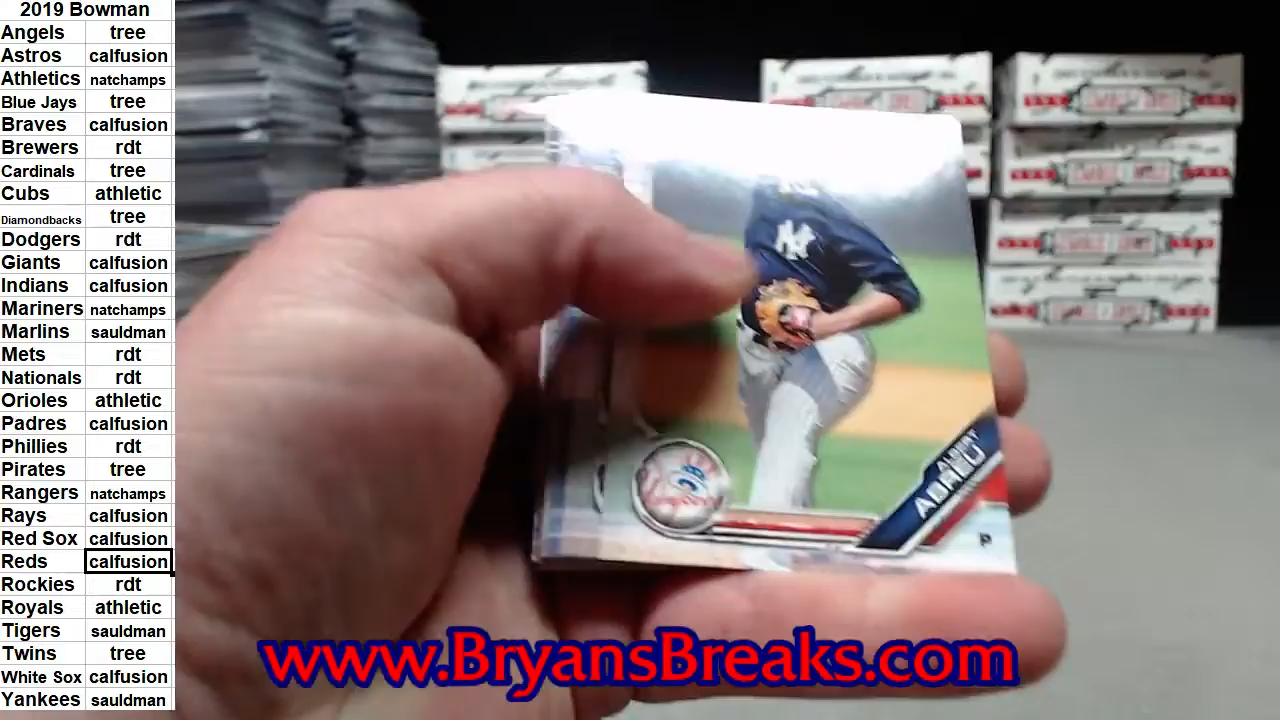 2019 Bowman
Angels tree
Astros calfusion
Athletics natchamps
Blue Jays tree
Braves calfusion
Brewers rdt
Cardinals tree
Cubs athletic
Diamondbacks tree
Dodgers rdt
Giants calfusion
Indians calfusion
Mariners natchamps
Marlins sauldman
Mets rdt
Nationals rdt
Orioles athletic
Padres calfusion
Phillies rdt
Pirates tree
Rangers natchamps
Rays calfusion
Red Sox calfusion
Reds calfusion
Rockies rdt
Royals athletic
Tigers sauldman
Twins tree
White Sox calfusion
Yankees sauldman
NY
ALBERT
ABREU
P
www.BryansBreaks.com